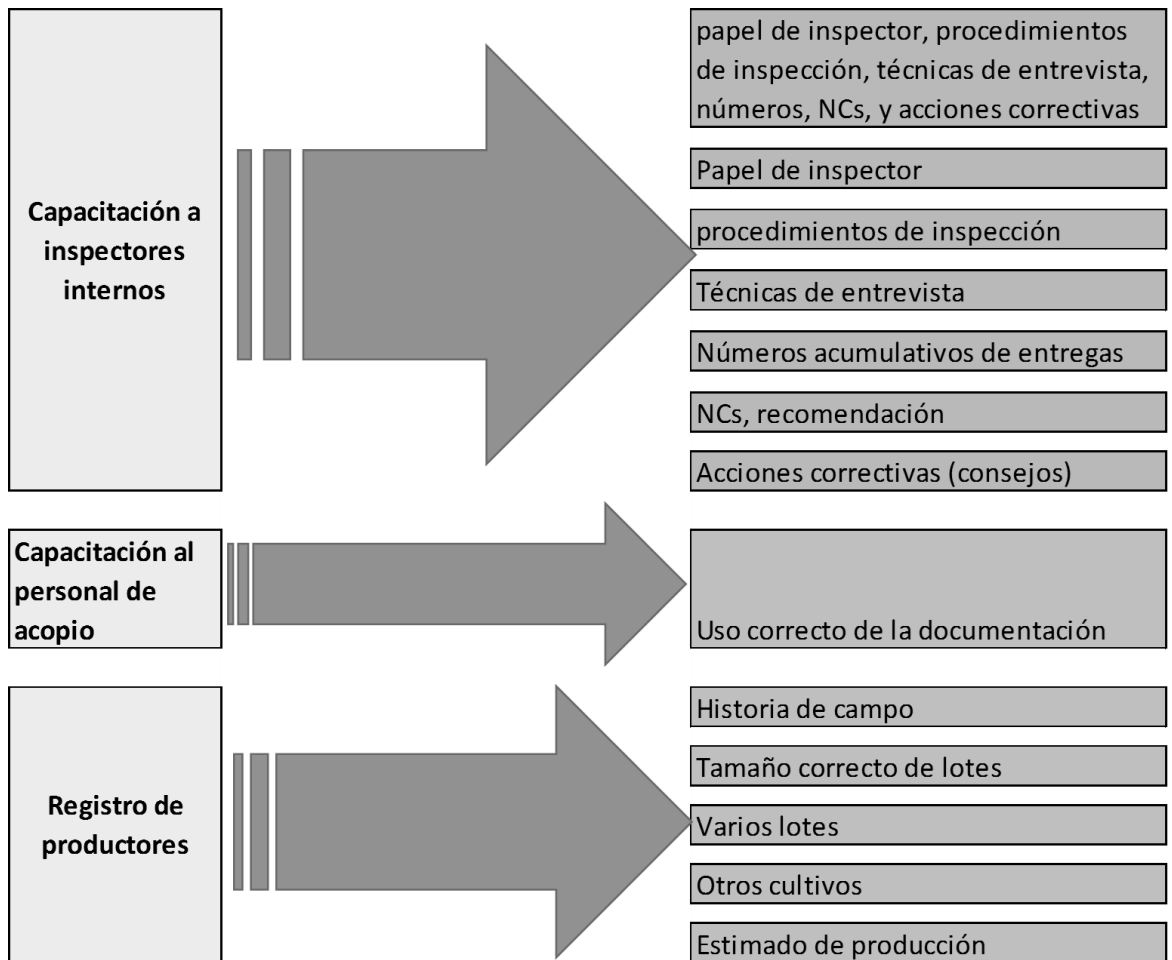 Capacitación a
inspectores
internos
papel de inspector, procedimientos
de inspección, técnicas de entrevista,
números, NCs, y acciones correctivas
Papel de inspector
procedimientos de inspección
Técnicas de entrevista
Números acumulativos de entregas
NCs, recomendación
Acciones correctivas (consejos)
Capacitación al
personal de
acopio
Uso correcto de la documentación
Registro de
productores
Historia de campo
Tamaño correcto de lotes
Varios lotes
Otros cultivos
Estimado de producción